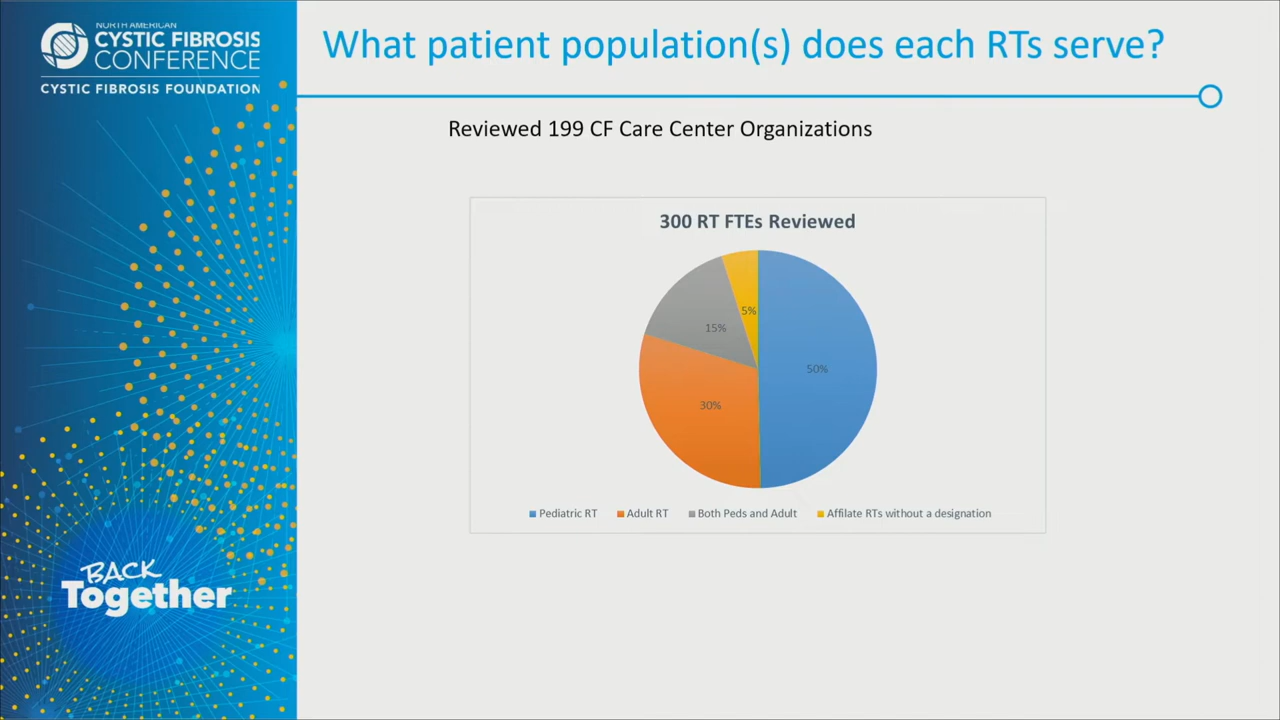 NORTH AMERICAN
CYSTIC FIBROSIS
CONFERENCE
CYSTIC FIBROSIS FOUNDATION
What patient population(s) does each RTs serve?
Reviewed 199 CF Care Center Organizations
300 RT FTEs Reviewed
5%
15%
50%
30%
Pediatric RT Adult RT Both Peds and Adult Affilate RTs without a designation
BACK
Together